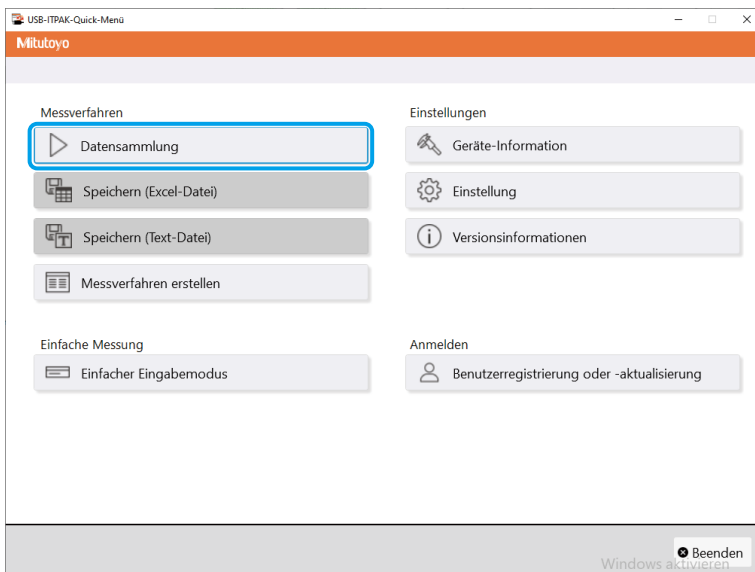 USB-ITPAK-Quick-Menü
Mitutoyo
Messverfahren
Datensammlung
Speichern (Excel-Datei)
Speichern (Text-Datei)
Messverfahren erstellen
Einfache Messung
Einfacher Eingabemodus
Einstellungen
Geräte-Information
Einstellung
Versionsinformationen
Anmelden
Benutzerregistrierung oder -aktualisierung
Beenden
Windows aktivieren